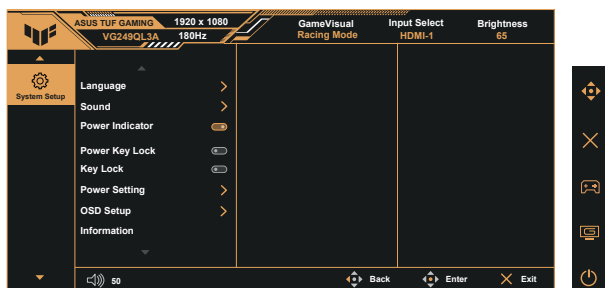 ASUS TUF GAMING 1920 x 1080 GameVisual Input Select Brightness
VG249QL3A 180Hz Racing Mode HDMI-1 65
System Setup
Language
Sound
Power Indicator
Power Key Lock
Key Lock
Power Setting
OSD Setup
Information
50 Back Enter Exit